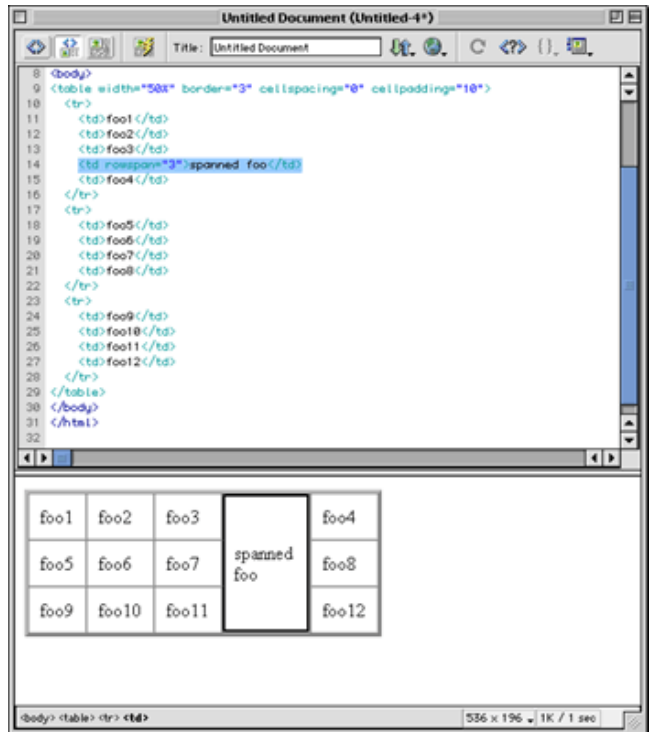 Untitled Document (Untitled-4*)
Title: Untitled Document
8 <body>
9 <table width="50%" border="3" cellspacing="0" cellpadding="10">
10 <tr>
11 <td>foo1</td>
12 <td>foo2</td>
13 <td>foo3</td>
14 <td rowspan="3">spanned foo</td>
15 <td>foo4</td>
16 </tr>
17 <tr>
18 <td>foo5</td>
19 <td>foo6</td>
20 <td>foo7</td>
21 <td>foo8</td>
22 </tr>
23 <tr>
24 <td>foo9</td>
25 <td>foo10</td>
26 <td>foo11</td>
27 <td>foo12</td>
28 </tr>
29 </table>
30 </body>
31 </html>
32
foo1 foo2 foo3 foo4
foo5 foo6 foo7 spanned foo8
foo
foo9 foo10 foo11 foo12
<body> <table> <tr> <td> 536 x 196 1K / 1 sec